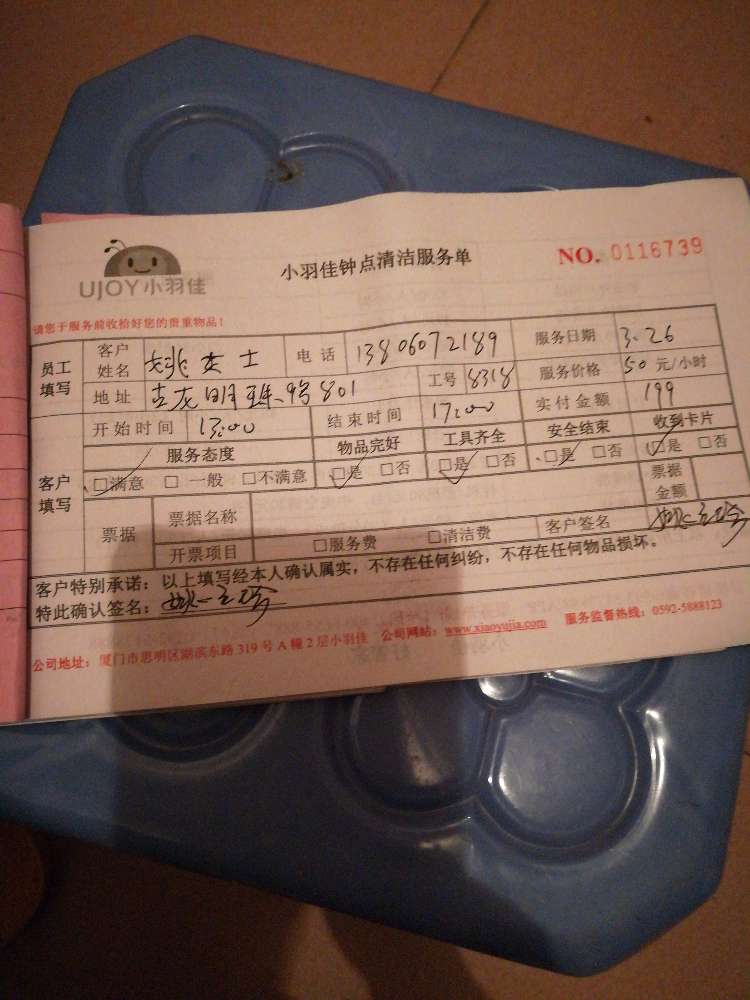 UJOY小羽佳
小羽佳钟点清洁服务单
NO. 0116739
请您于服务前收拾好您的贵重物品！
员工填写 客户姓名 姚女士 电话 13806072189 服务日期 3.26
地址 古龙明珠、9号801 工号 8318 服务价格 50元/小时
开始时间 13:00 结束时间 17:00 实付金额 199
客户填写 服务态度 物品完好 工具齐全 安全结束 收到卡片
□满意 □一般 □不满意 □是 □否 □是 □否 □是 □否 □是 □否
票据 票据名称 票据金额
开票项目 □服务费 □清洁费 客户签名
客户特别承诺：以上填写经本人确认属实，不存在任何纠纷，不存在任何物品损坏。
特此确认签名：
公司地址：厦门市思明区湖滨东路319号A幢2层小羽佳 公司网站：www.xiaoyujia.com 服务监督热线：0592-5888123